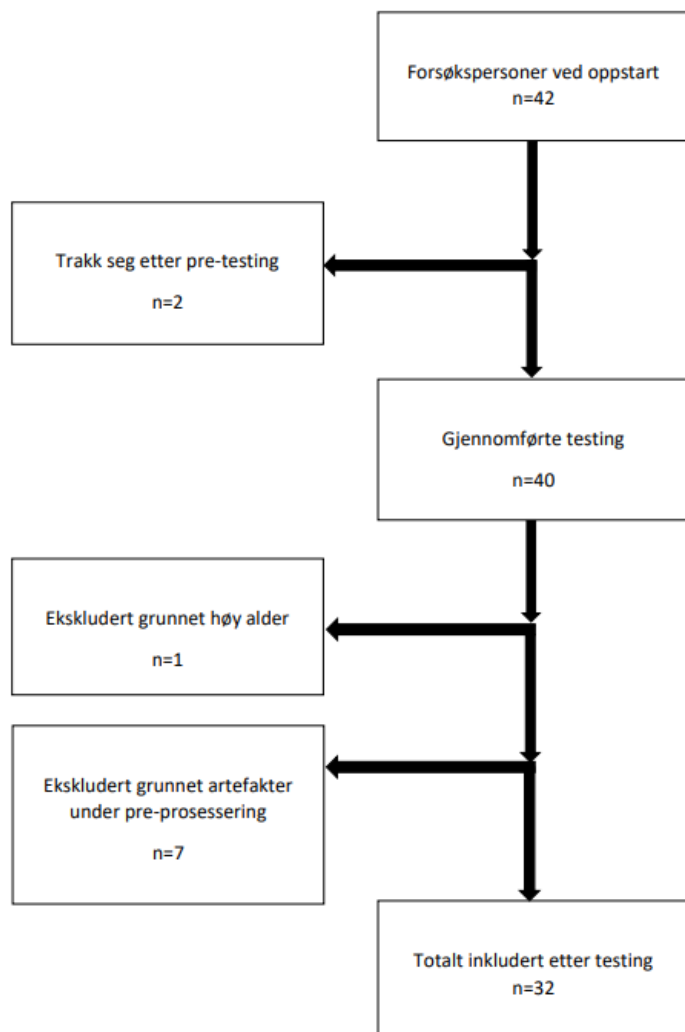 Forsøkspersoner ved oppstart
n=42
Trakk seg etter pre-testing
n=2
Gjennomførte testing
n=40
Ekskludert grunnet høy alder
n=1
Ekskludert grunnet artefakter
under pre-prosessering
n=7
Totalt inkludert etter testing
n=32